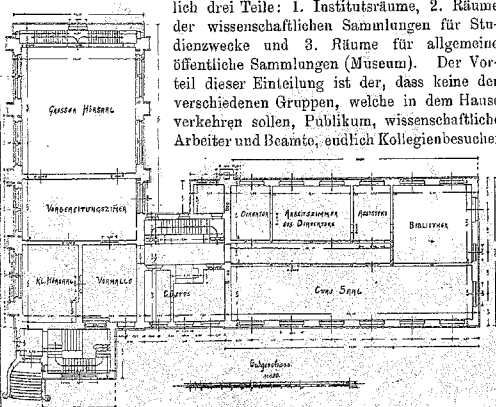 lich drei Teile: 1. Institutsräume, 2. Räume
der wissenschaftlichen Sammlungen für Stu-
dienzwecke und 3. Räume für allgemeine
öffentliche Sammlungen (Museum). Der Vor-
teil dieser Einteilung ist der, dass keine der
verschiedenen Gruppen, welche in dem Hause
verkehren sollen, Publikum, wissenschaftliche
Arbeiter und Beamte, endlich Kollegienbesucher
GROSSER HÖRSAAL
VORBEREITUNGSZIMMER
DIREKTOR
ARBEITSZIMMER
DES DIREKTORS
ASSISTENT
BIBLIOTHEK
KL. HÖRSAAL
VORHALLE
CUSTOS
CURS SAAL
Erdgeschoss.